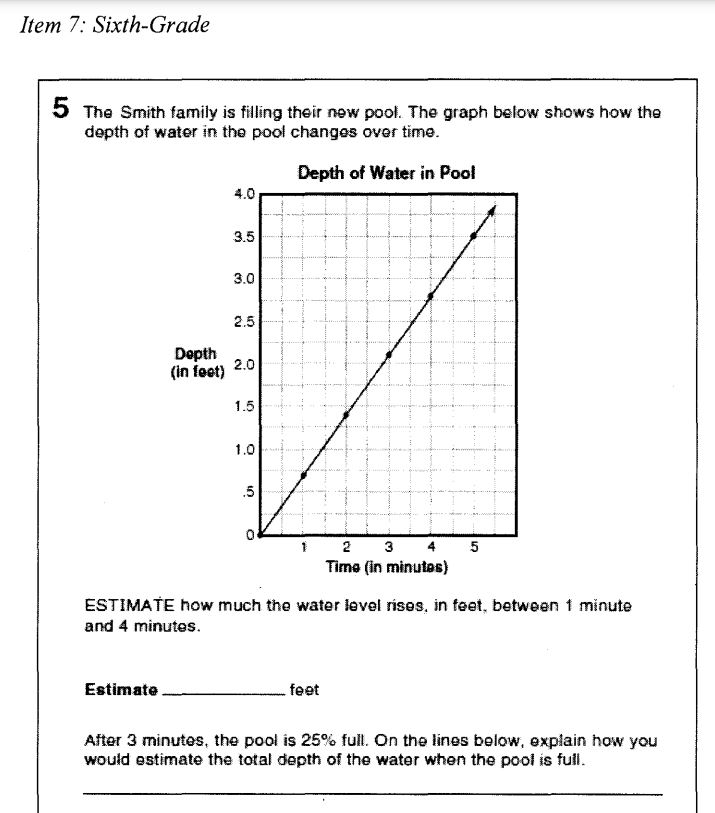 Item 7: Sixth-Grade
5 The Smith family is filling their new pool. The graph below shows how the
depth of water in the pool changes over time.
Depth of Water in Pool
4.0
3.5
3.0
2.5
Depth
(in feet)
2.0
1.5
1.0
.5
0
1 2 3 4 5
Time (in minutes)
ESTIMATE how much the water level rises, in feet, between 1 minute
and 4 minutes.
Estimate ____________ feet
After 3 minutes, the pool is 25% full. On the lines below, explain how you
would estimate the total depth of the water when the pool is full.